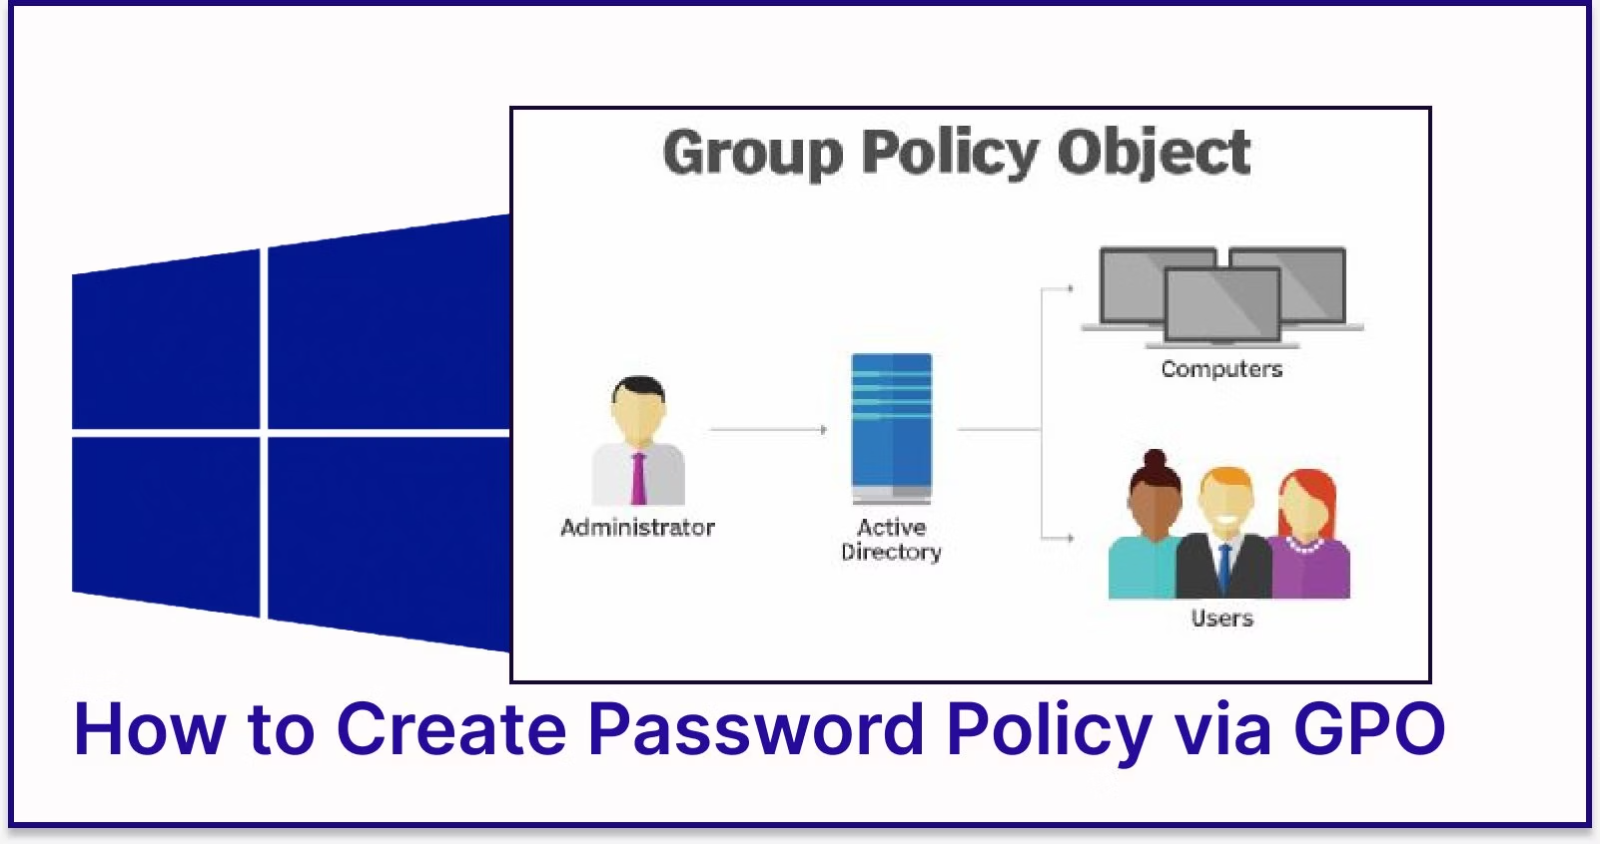 Group Policy Object
Computers
Administrator
Active
Directory
Users
How to Create Password Policy via GPO